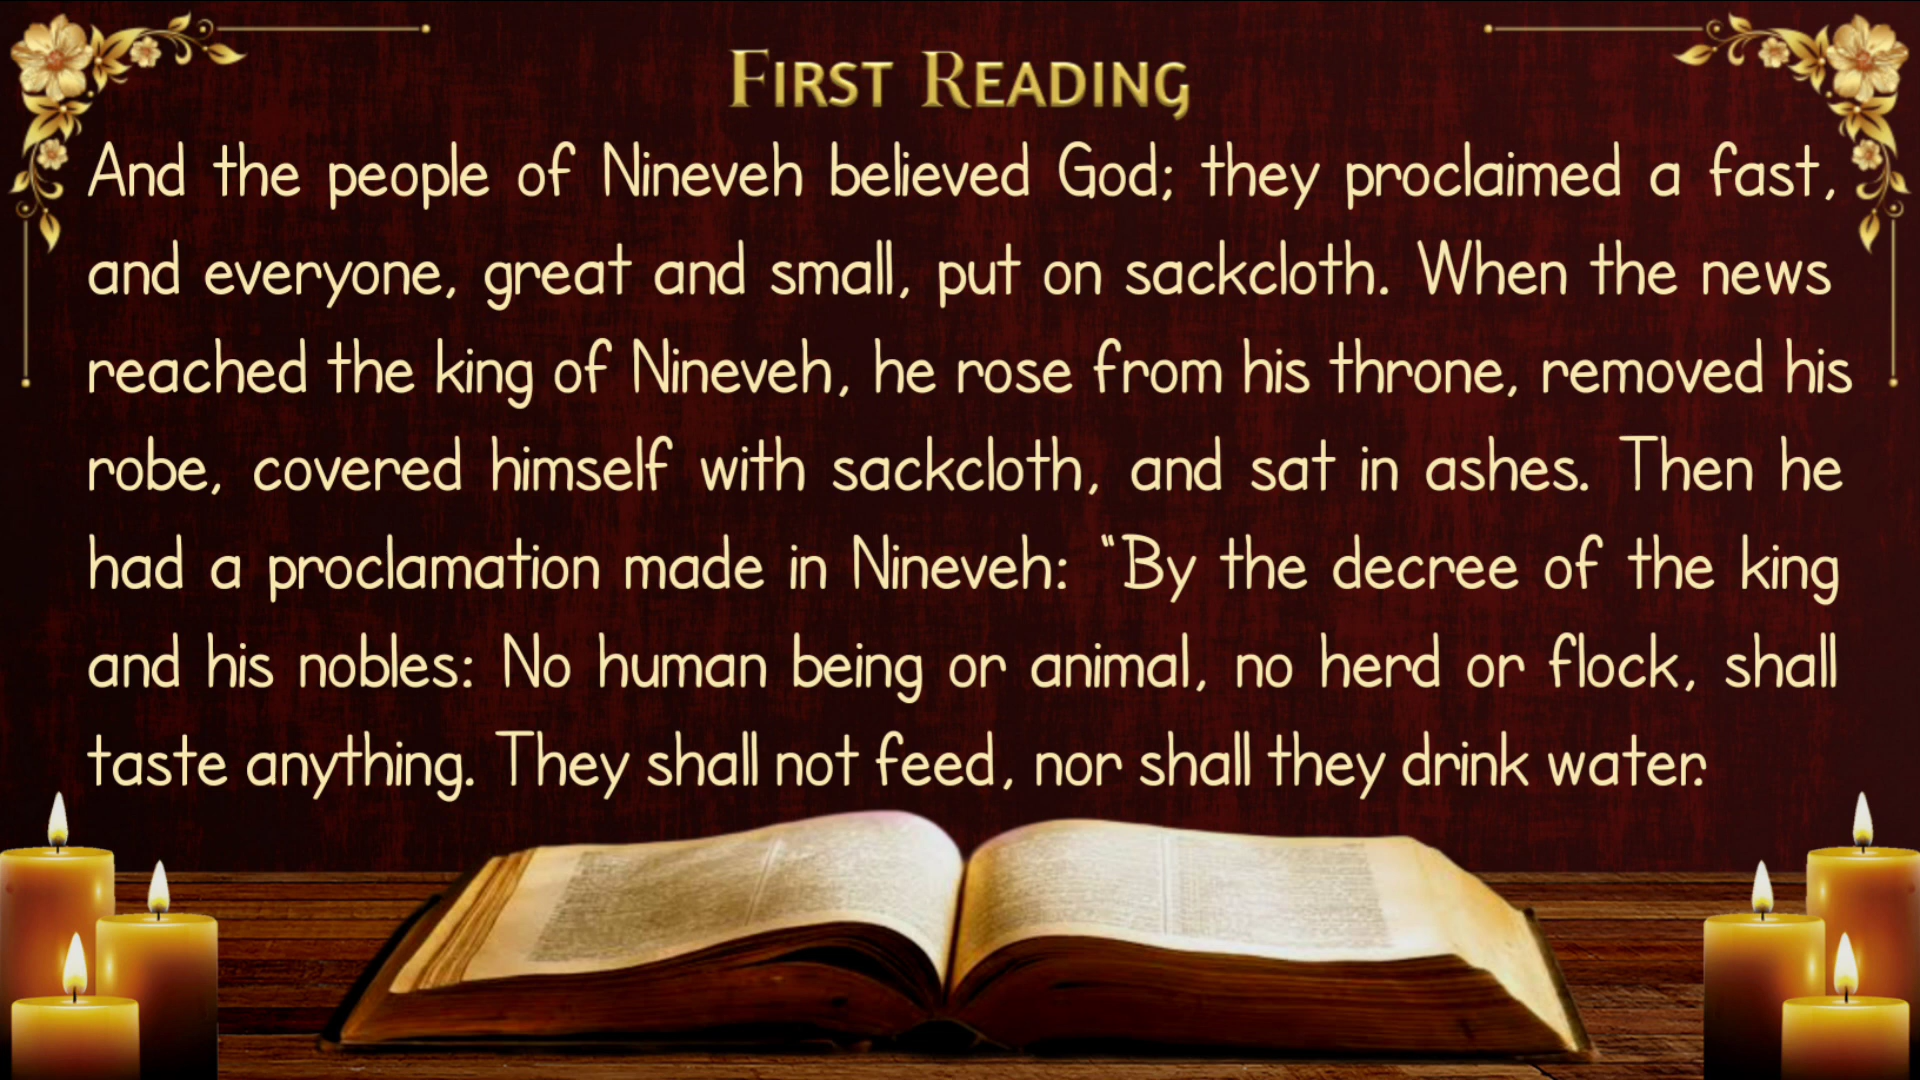 FIRST READING
And the people of Nineveh believed God; they proclaimed a fast,
and everyone, great and small, put on sackcloth. When the news
reached the king of Nineveh, he rose from his throne, removed his
robe, covered himself with sackcloth, and sat in ashes. Then he
had a proclamation made in Nineveh: “By the decree of the king
and his nobles: No human being or animal, no herd or flock, shall
taste anything. They shall not feed, nor shall they drink water.